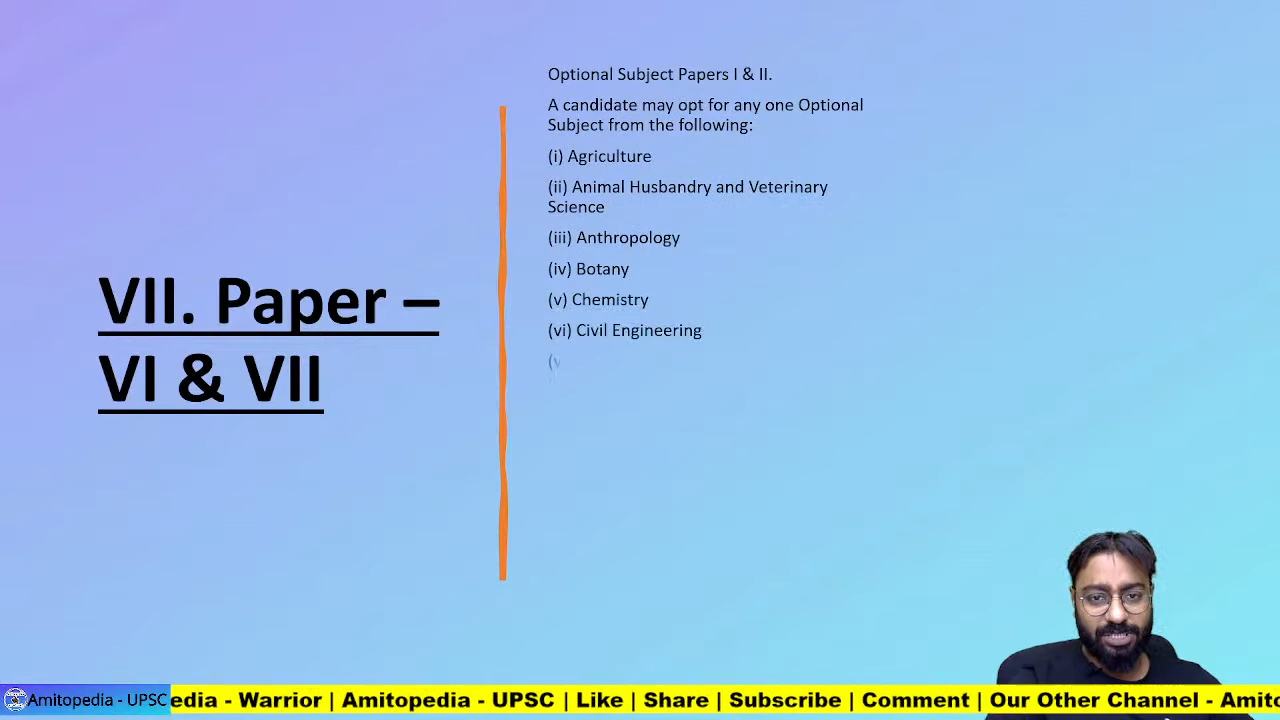 Optional Subject Papers I & II.
A candidate may opt for any one Optional
Subject from the following:
(i) Agriculture
(ii) Animal Husbandry and Veterinary
Science
(iii) Anthropology
(iv) Botany
(v) Chemistry
(vi) Civil Engineering
(v
VII. Paper –
VI & VII
Amitopedia - UPSC
edia - Warrior | Amitopedia - UPSC | Like | Share | Subscribe | Comment | Our Other Channel - Amito